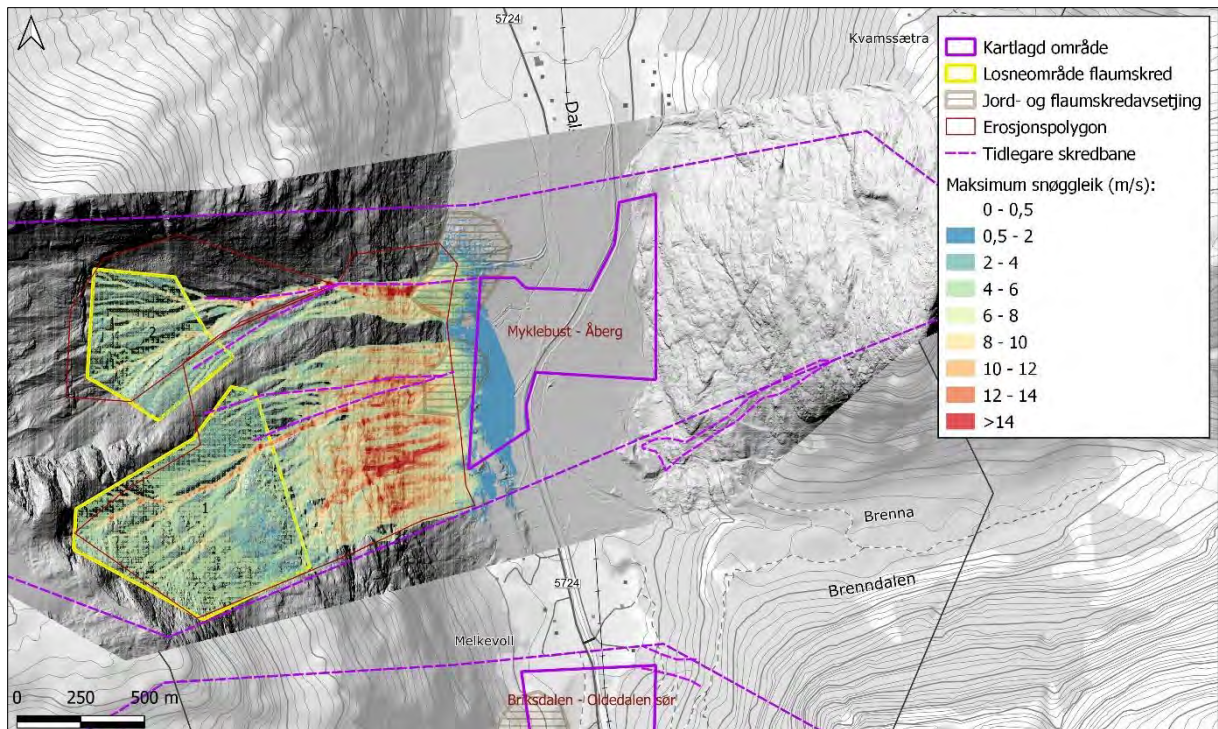 5724
Kvamssætra
Dals
Kartlagd område
Losneområde flaumskred
Jord- og flaumskredavsetjing
Erosjonspolygon
Tidlegare skredbane
Maksimum snøggleik (m/s):
0 - 0,5
0,5 - 2
2 - 4
4 - 6
6 - 8
8 - 10
10 - 12
12 - 14
>14
2
Myklebust - Åberg
1
Brenna
Brenndalen
5724
Melkevoll
Briksdalen - Oldedalen sør
0 250 500 m